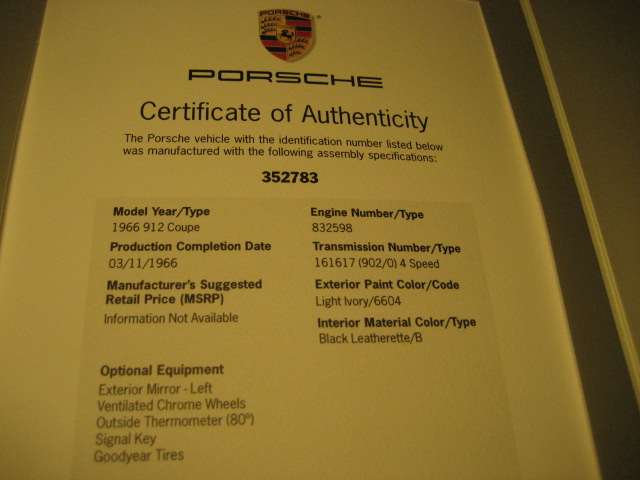 PORSCHE
PORSCHE
Certificate of Authenticity
The Porsche vehicle with the identification number listed below
was manufactured with the following assembly specifications:
352783
Model Year/Type
1966 912 Coupe
Production Completion Date
03/11/1966
Manufacturer's Suggested
Retail Price (MSRP)
Information Not Available
Engine Number/Type
832598
Transmission Number/Type
161617 (902/0) 4 Speed
Exterior Paint Color/Code
Light Ivory/6604
Interior Material Color/Type
Black Leatherette/B
Optional Equipment
Exterior Mirror - Left
Ventilated Chrome Wheels
Outside Thermometer (80º)
Signal Key
Goodyear Tires